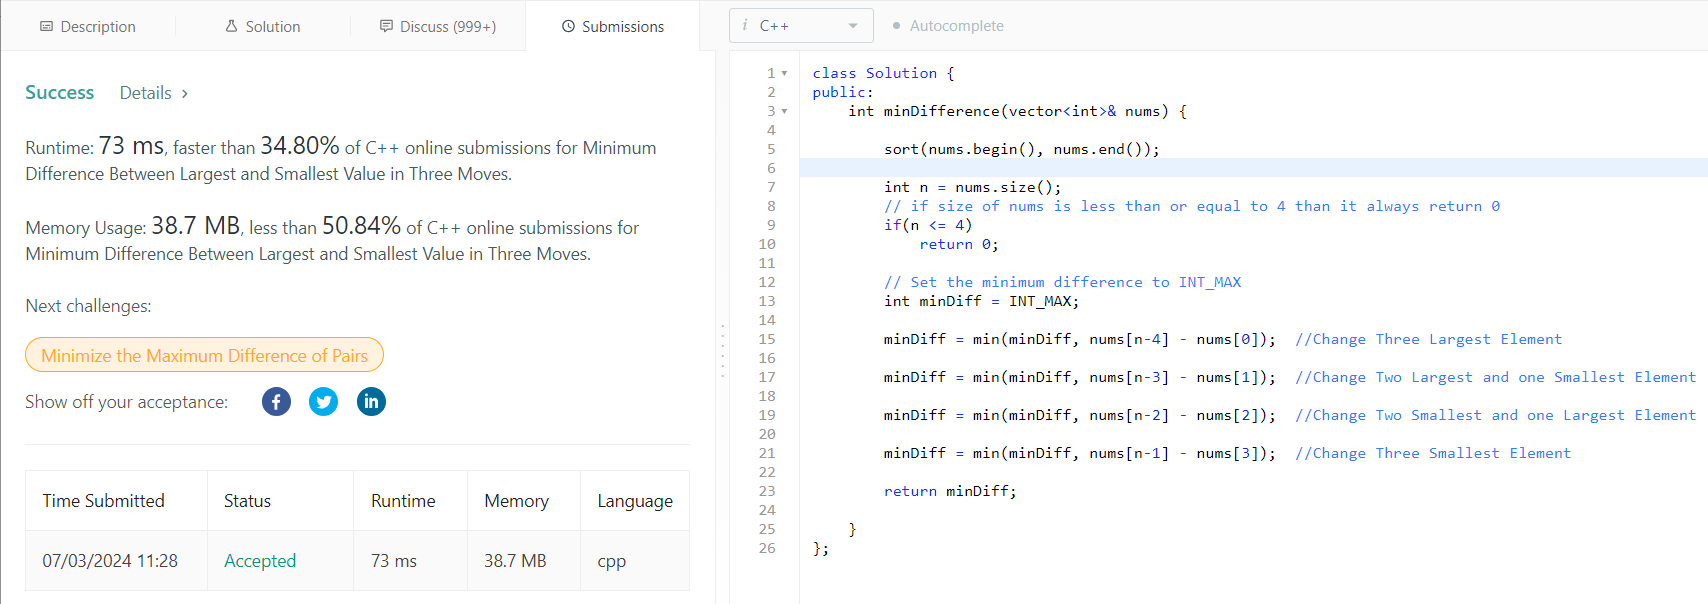 Description
Solution
Discuss (999+)
Submissions
i C++
Autocomplete
Success Details >
Runtime: 73 ms, faster than 34.80% of C++ online submissions for Minimum
Difference Between Largest and Smallest Value in Three Moves.
Memory Usage: 38.7 MB, less than 50.84% of C++ online submissions for
Minimum Difference Between Largest and Smallest Value in Three Moves.
Next challenges:
Minimize the Maximum Difference of Pairs
Show off your acceptance: f in
Time Submitted Status Runtime Memory Language
07/03/2024 11:28 Accepted 73 ms 38.7 MB cpp
1 class Solution {
2 public:
3     int minDifference(vector<int>& nums) {
4
5         sort(nums.begin(), nums.end());
6
7         int n = nums.size();
8         // if size of nums is less than or equal to 4 than it always return 0
9         if(n <= 4)
10             return 0;
11
12         // Set the minimum difference to INT_MAX
13         int minDiff = INT_MAX;
14
15         minDiff = min(minDiff, nums[n-4] - nums[0]);  //Change Three Largest Element
16
17         minDiff = min(minDiff, nums[n-3] - nums[1]);  //Change Two Largest and one Smallest Element
18
19         minDiff = min(minDiff, nums[n-2] - nums[2]);  //Change Two Smallest and one Largest Element
20
21         minDiff = min(minDiff, nums[n-1] - nums[3]);  //Change Three Smallest Element
22
23         return minDiff;
24
25     }
26 };